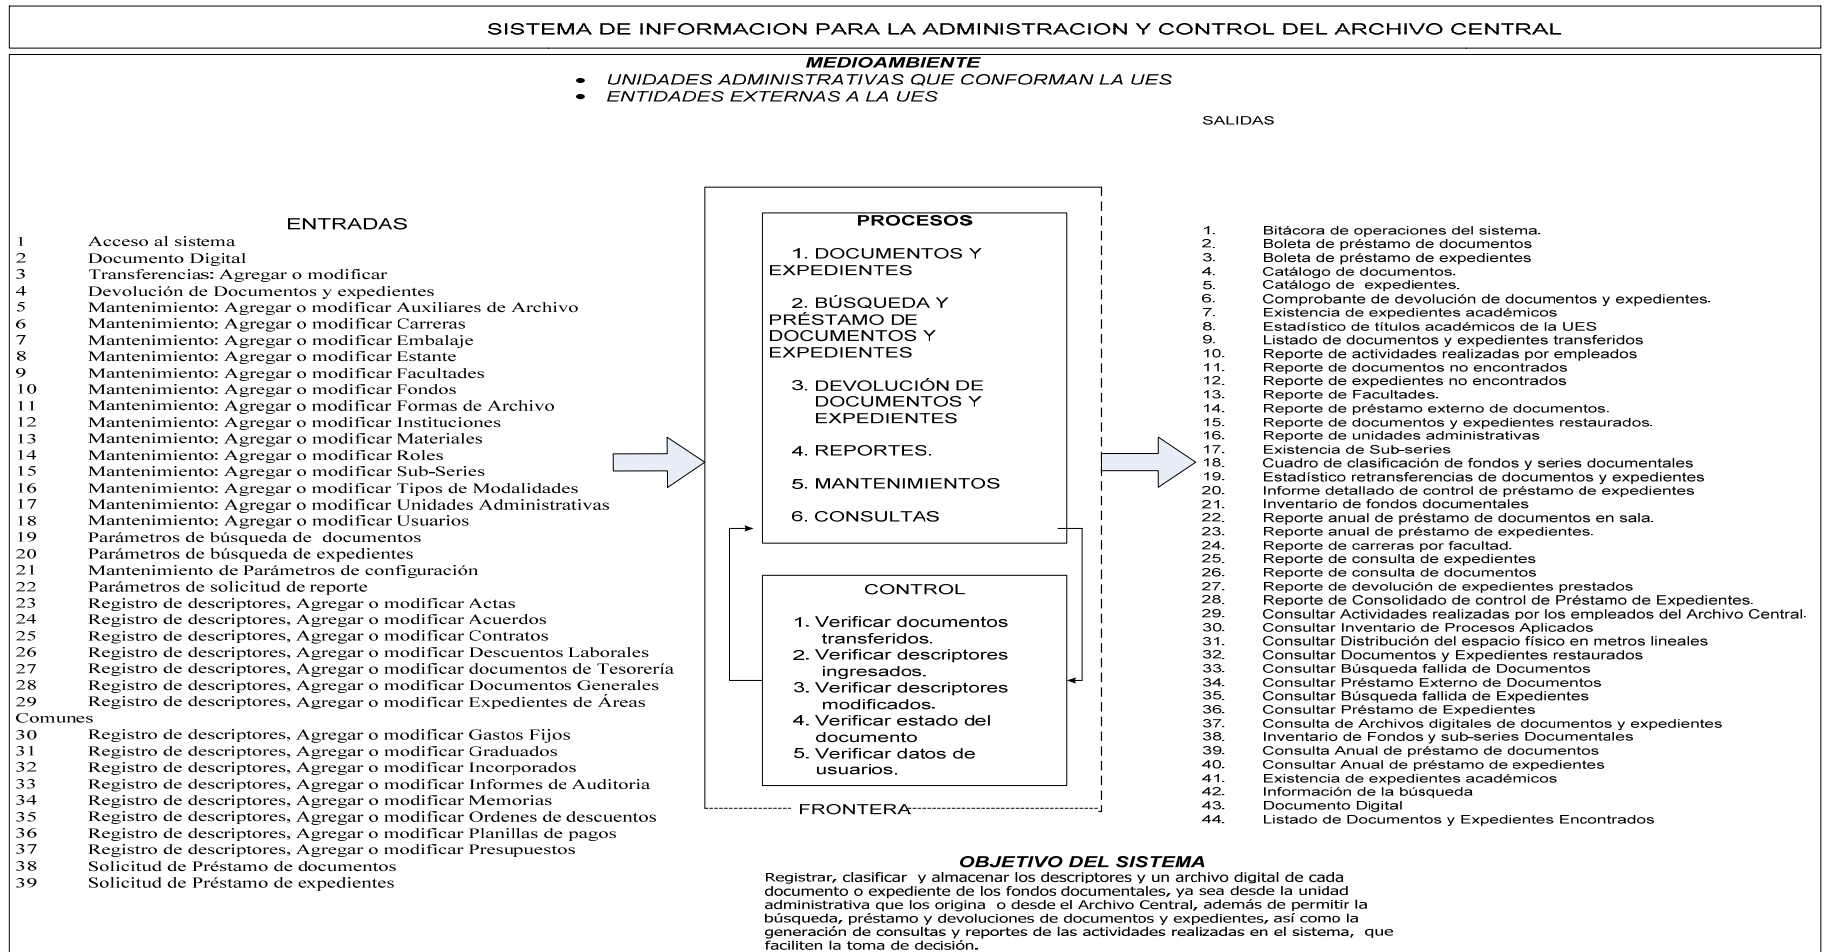 SISTEMA DE INFORMACION PARA LA ADMINISTRACION Y CONTROL DEL ARCHIVO CENTRAL
MEDIOAMBIENTE
• UNIDADES ADMINISTRATIVAS QUE CONFORMAN LA UES
• ENTIDADES EXTERNAS A LA UES
ENTRADAS
1 Acceso al sistema
2 Documento Digital
3 Transferencias: Agregar o modificar
4 Devolución de Documentos y expedientes
5 Mantenimiento: Agregar o modificar Auxiliares de Archivo
6 Mantenimiento: Agregar o modificar Carreras
7 Mantenimiento: Agregar o modificar Embalaje
8 Mantenimiento: Agregar o modificar Estante
9 Mantenimiento: Agregar o modificar Facultades
10 Mantenimiento: Agregar o modificar Fondos
11 Mantenimiento: Agregar o modificar Formas de Archivo
12 Mantenimiento: Agregar o modificar Instituciones
13 Mantenimiento: Agregar o modificar Materiales
14 Mantenimiento: Agregar o modificar Roles
15 Mantenimiento: Agregar o modificar Sub-Series
16 Mantenimiento: Agregar o modificar Tipos de Modalidades
17 Mantenimiento: Agregar o modificar Unidades Administrativas
18 Mantenimiento: Agregar o modificar Usuarios
19 Parámetros de búsqueda de documentos
20 Parámetros de búsqueda de expedientes
21 Mantenimiento de Parámetros de configuración
22 Parámetros de solicitud de reporte
23 Registro de descriptores, Agregar o modificar Actas
24 Registro de descriptores, Agregar o modificar Acuerdos
25 Registro de descriptores, Agregar o modificar Contratos
26 Registro de descriptores, Agregar o modificar Descuentos Laborales
27 Registro de descriptores, Agregar o modificar documentos de Tesorería
28 Registro de descriptores, Agregar o modificar Documentos Generales
29 Registro de descriptores, Agregar o modificar Expedientes de Áreas
Comunes
30 Registro de descriptores, Agregar o modificar Gastos Fijos
31 Registro de descriptores, Agregar o modificar Graduados
32 Registro de descriptores, Agregar o modificar Incorporados
33 Registro de descriptores, Agregar o modificar Informes de Auditoria
34 Registro de descriptores, Agregar o modificar Memorias
35 Registro de descriptores, Agregar o modificar Ordenes de descuentos
36 Registro de descriptores, Agregar o modificar Planillas de pagos
37 Registro de descriptores, Agregar o modificar Presupuestos
38 Solicitud de Préstamo de documentos
39 Solicitud de Préstamo de expedientes
PROCESOS
1. DOCUMENTOS Y
EXPEDIENTES
2. BÚSQUEDA Y
PRÉSTAMO DE
DOCUMENTOS Y
EXPEDIENTES
3. DEVOLUCIÓN DE
DOCUMENTOS Y
EXPEDIENTES
4. REPORTES.
5. MANTENIMIENTOS
6. CONSULTAS
CONTROL
1. Verificar documentos
transferidos.
2. Verificar descriptores
ingresados.
3. Verificar descriptores
modificados.
4. Verificar estado del
documento
5. Verificar datos de
usuarios.
FRONTERA
SALIDAS
1. Bitácora de operaciones del sistema.
2. Boleta de préstamo de documentos
3. Boleta de préstamo de expedientes
4. Catálogo de documentos.
5. Catálogo de expedientes.
6. Comprobante de devolución de documentos y expedientes.
7. Existencia de expedientes académicos
8. Estadístico de títulos académicos de la UES
9. Listado de documentos y expedientes transferidos
10. Reporte de actividades realizadas por empleados
11. Reporte de documentos no encontrados
12. Reporte de expedientes no encontrados
13. Reporte de Facultades.
14. Reporte de préstamo externo de documentos.
15. Reporte de documentos y expedientes restaurados.
16. Reporte de unidades administrativas
17. Existencia de Sub-series
18. Cuadro de clasificación de fondos y series documentales
19. Estadístico retransferencias de documentos y expedientes
20. Informe detallado de control de préstamo de expedientes
21. Inventario de fondos documentales
22. Reporte anual de préstamo de documentos en sala.
23. Reporte anual de préstamo de expedientes.
24. Reporte de carreras por facultad.
25. Reporte de consulta de expedientes
26. Reporte de consulta de documentos
27. Reporte de devolución de expedientes prestados
28. Reporte de Consolidado de control de Préstamo de Expedientes.
29. Consultar Actividades realizadas por los empleados del Archivo Central.
30. Consultar Inventario de Procesos Aplicados
31. Consultar Distribución del espacio físico en metros lineales
32. Consultar Documentos y Expedientes restaurados
33. Consultar Búsqueda fallida de Documentos
34. Consultar Préstamo Externo de Documentos
35. Consultar Búsqueda fallida de Expedientes
36. Consultar Préstamo de Expedientes
37. Consulta de Archivos digitales de documentos y expedientes
38. Inventario de Fondos y sub-series Documentales
39. Consulta Anual de préstamo de documentos
40. Consultar Anual de préstamo de expedientes
41. Existencia de expedientes académicos
42. Información de la búsqueda
43. Documento Digital
44. Listado de Documentos y Expedientes Encontrados
OBJETIVO DEL SISTEMA
Registrar, clasificar y almacenar los descriptores y un archivo digital de cada
documento o expediente de los fondos documentales, ya sea desde la unidad
administrativa que los origina o desde el Archivo Central, además de permitir la
búsqueda, préstamo y devoluciones de documentos y expedientes, así como la
generación de consultas y reportes de las actividades realizadas en el sistema, que
faciliten la toma de decisión.